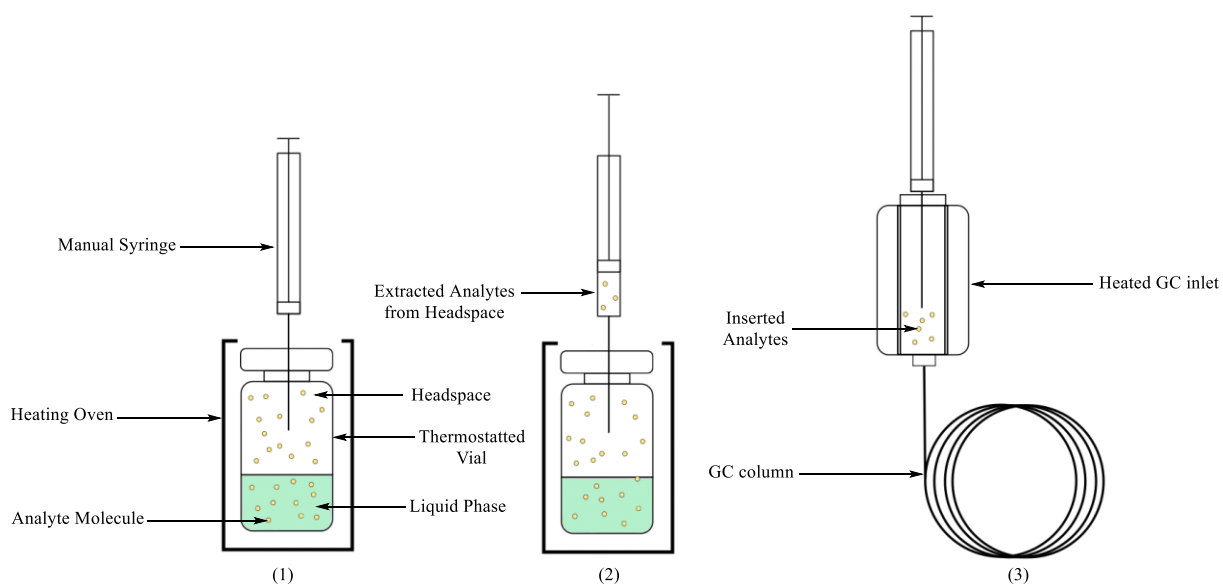 Manual Syringe
Heating Oven
Analyte Molecule
Headspace
Thermostatted
Vial
Liquid Phase
(1)
Extracted Analytes
from Headspace
(2)
Heated GC inlet
Inserted
Analytes
GC column
(3)